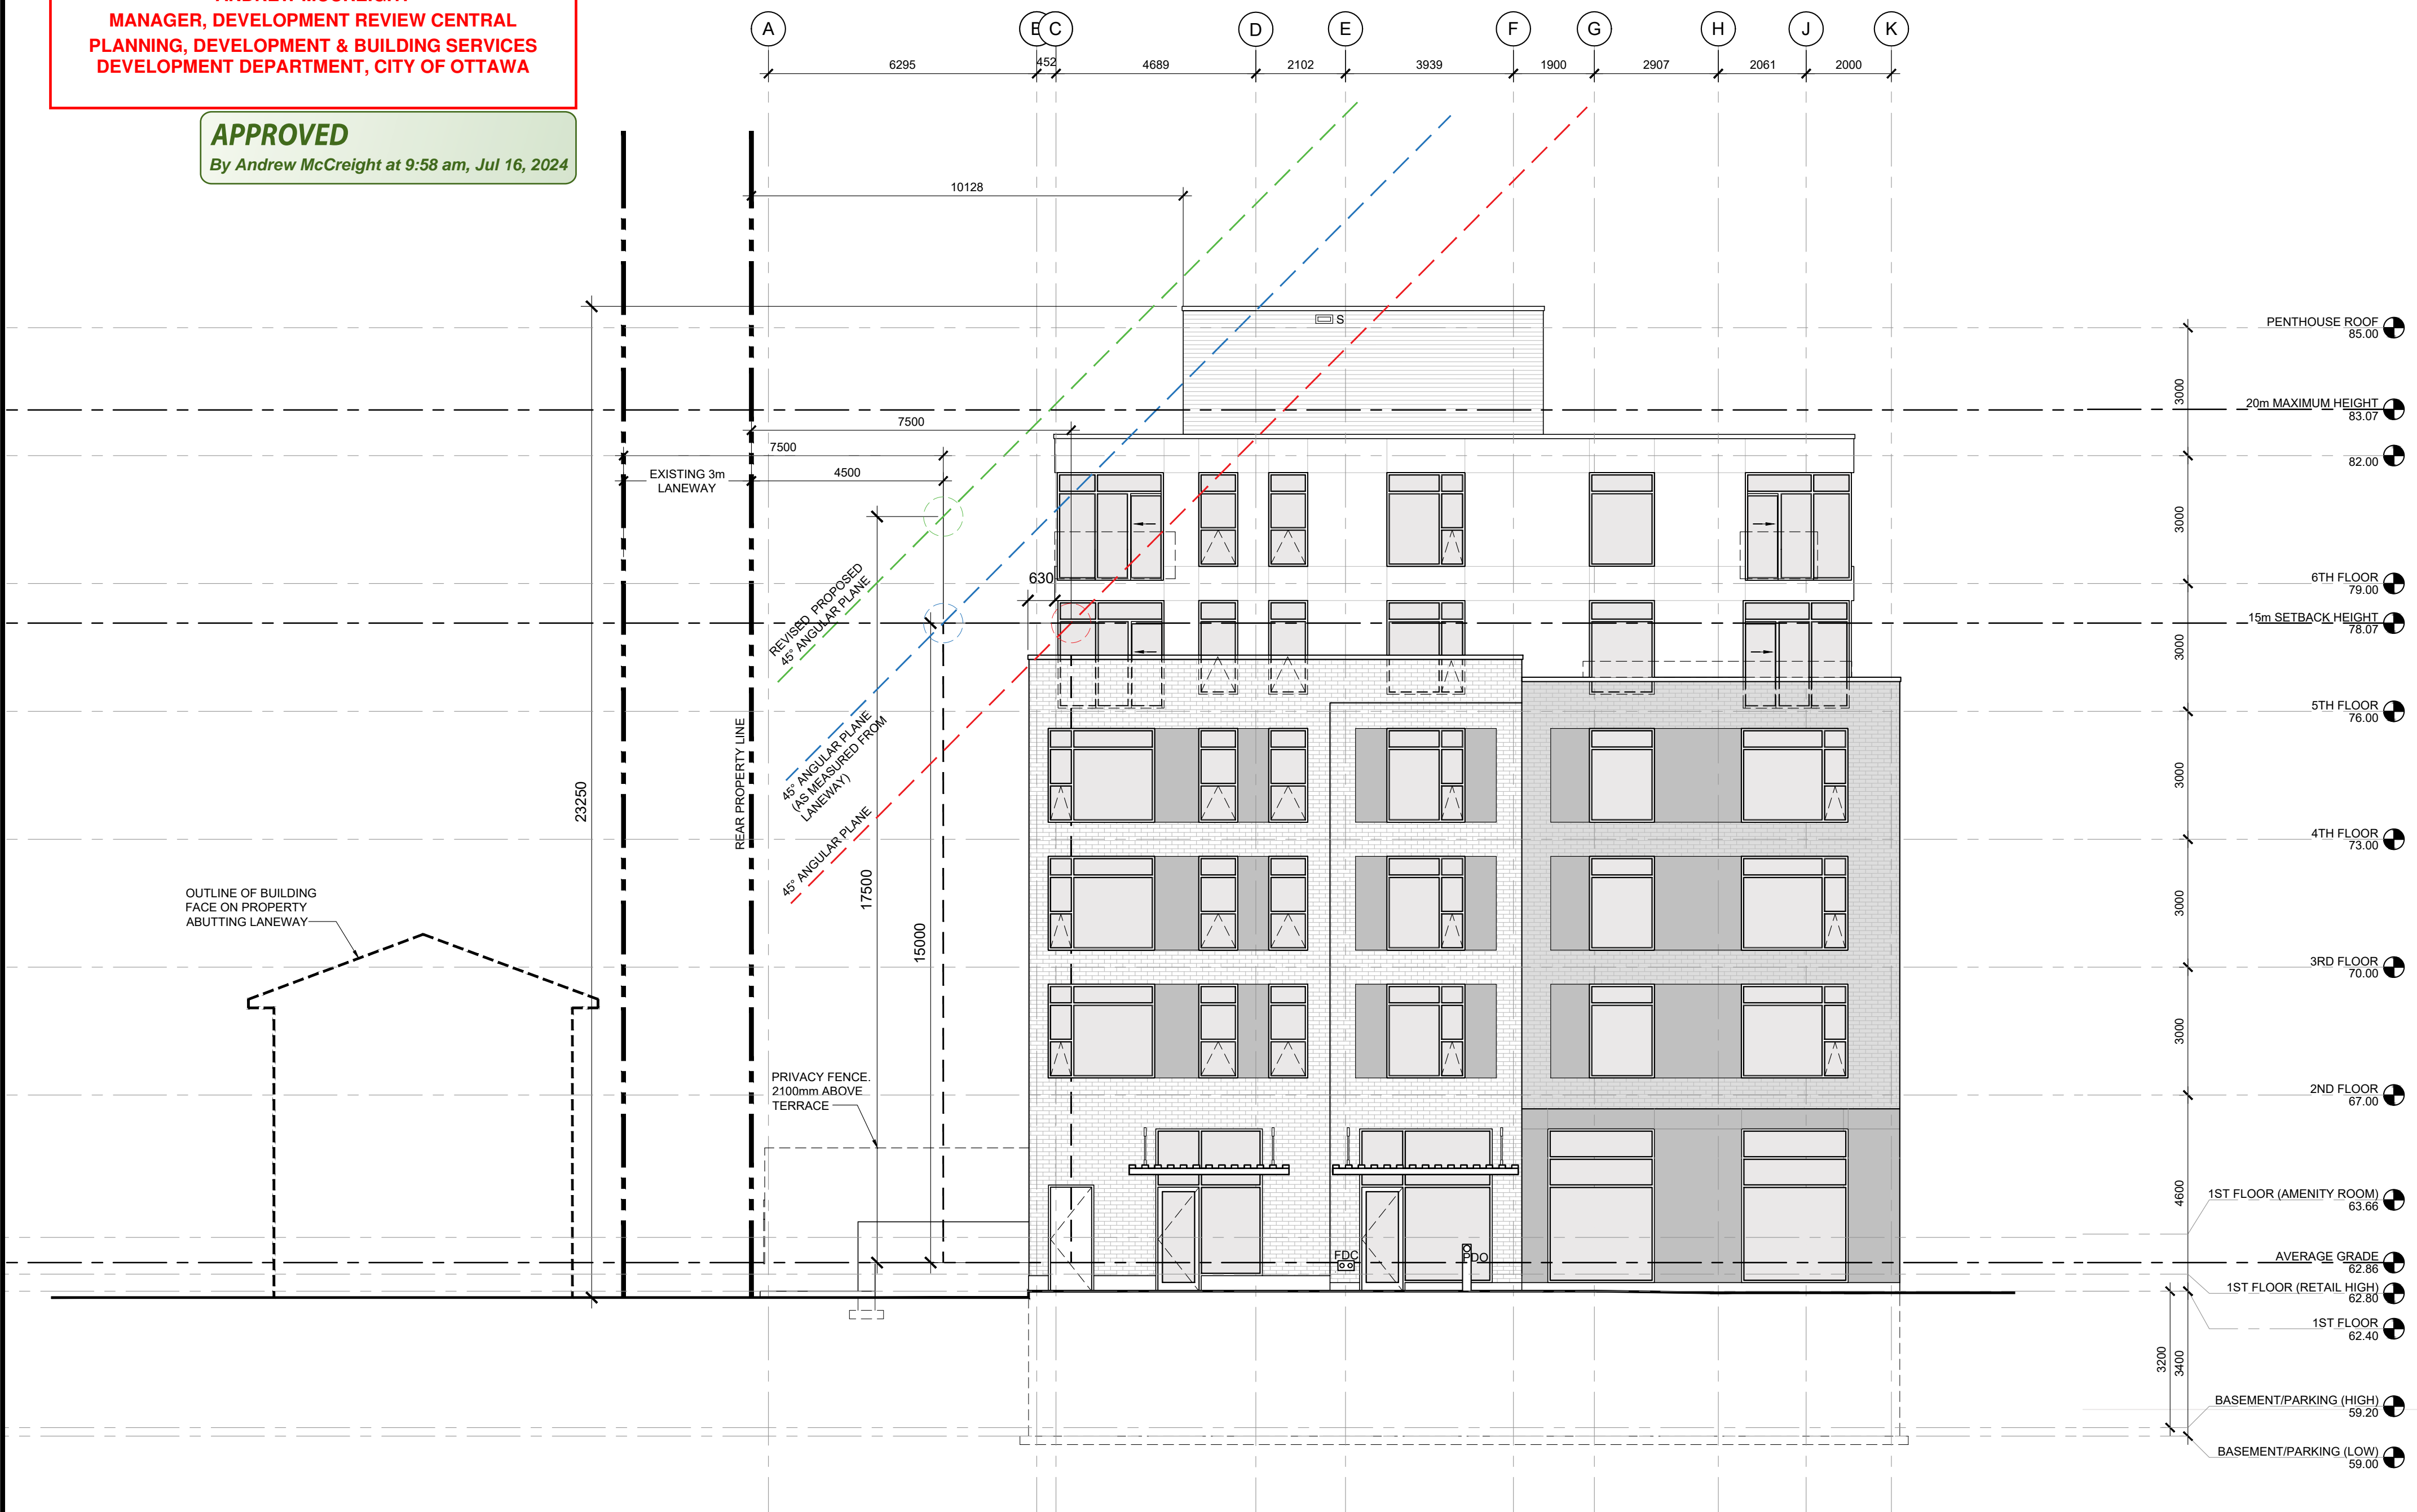 MANAGER, DEVELOPMENT REVIEW CENTRAL
PLANNING, DEVELOPMENT & BUILDING SERVICES
DEVELOPMENT DEPARTMENT, CITY OF OTTAWA
APPROVED
By Andrew McCreight at 9:58 am, Jul 16, 2024
A
C
D
E
F
G
H
J
K
6295
452
4689
2102
3939
1900
2907
2061
2000
10128
7500
7500
EXISTING 3m
LANEWAY
4500
630
S
REVISED PROPOSED
45° ANGULAR PLANE
45° ANGULAR PLANE
(AS MEASURED FROM
LANEWAY)
45° ANGULAR PLANE
REAR PROPERTY LINE
23250
17500
15000
OUTLINE OF BUILDING
FACE ON PROPERTY
ABUTTING LANEWAY
PRIVACY FENCE.
2100mm ABOVE
TERRACE
FDC
PDO
PENTHOUSE ROOF
85.00
3000
20m MAXIMUM HEIGHT
83.07
82.00
3000
6TH FLOOR
79.00
15m SETBACK HEIGHT
78.07
3000
5TH FLOOR
76.00
3000
4TH FLOOR
73.00
3000
3RD FLOOR
70.00
3000
2ND FLOOR
67.00
4600
1ST FLOOR (AMENITY ROOM)
63.66
AVERAGE GRADE
62.86
1ST FLOOR (RETAIL HIGH)
62.80
1ST FLOOR
62.40
3200
3400
BASEMENT/PARKING (HIGH)
59.20
BASEMENT/PARKING (LOW)
59.00